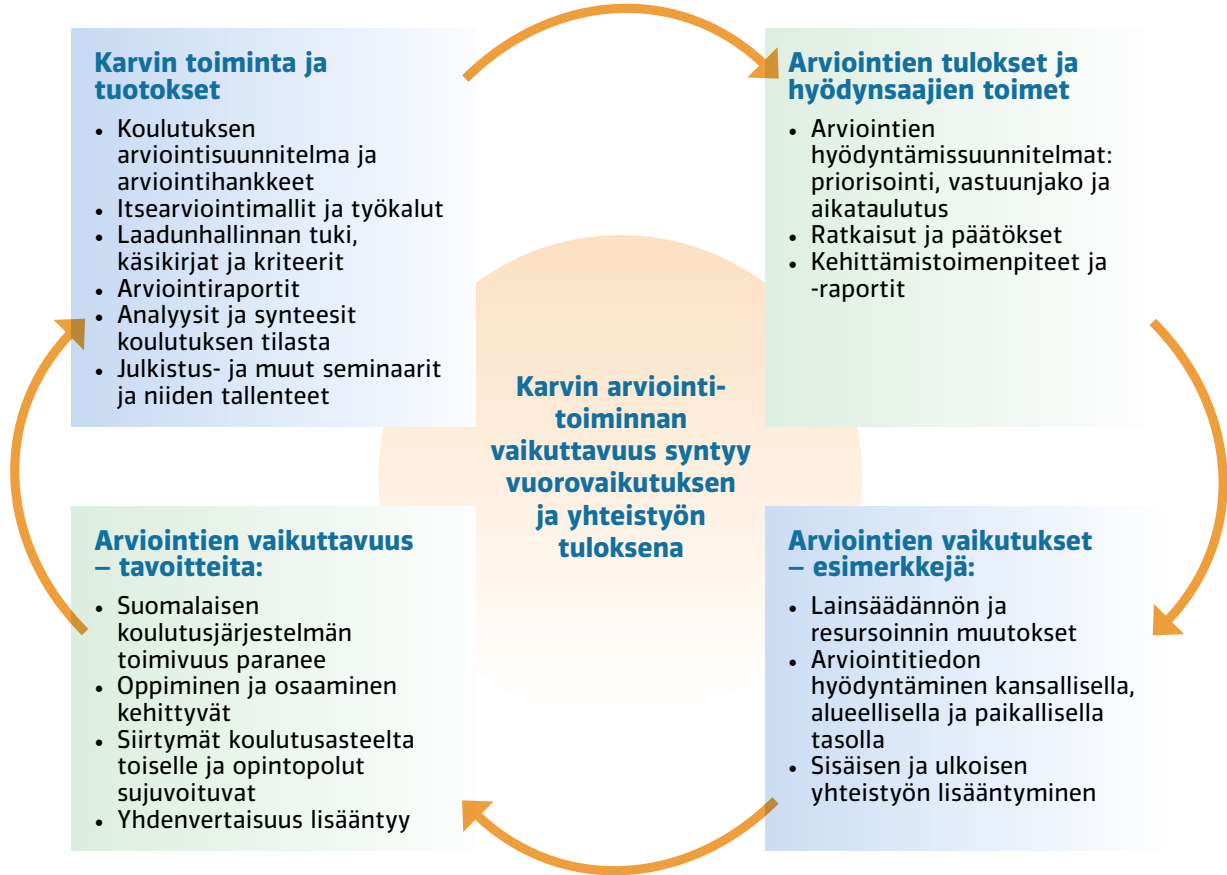 Karvin toiminta ja
tuotokset
• Koulutuksen
arviointisuunnitelma ja
arviointihankkeet
• Itsearviointimallit ja työkalut
• Laadunhallinnan tuki,
käsikirjat ja kriteerit
• Arviointiraportit
• Analyysit ja synteesit
koulutuksen tilasta
• Julkistus- ja muut seminaarit
ja niiden tallenteet
Arviointien tulokset ja
hyödynsaajien toimet
• Arviointien
hyödyntämissuunnitelmat:
priorisointi, vastuunjako ja
aikataulutus
• Ratkaisut ja päätökset
• Kehittämistoimenpiteet ja
-raportit
Karvin arviointi-
toiminnan
vaikuttavuus syntyy
vuorovaikutuksen
ja yhteistyön
tuloksena
Arviointien vaikuttavuus
– tavoitteita:
• Suomalaisen
koulutusjärjestelmän
toimivuus paranee
• Oppiminen ja osaaminen
kehittyvät
• Siirtymät koulutusasteelta
toiselle ja opintopolut
sujuvoituvat
• Yhdenvertaisuus lisääntyy
Arviointien vaikutukset
– esimerkkejä:
• Lainsäädännön ja
resursoinnin muutokset
• Arviointitiedon
hyödyntäminen kansallisella,
alueellisella ja paikallisella
tasolla
• Sisäisen ja ulkoisen
yhteistyön lisääntyminen